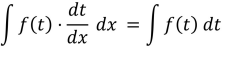 ∫ f(t) · dt/dx dx = ∫ f(t) dt